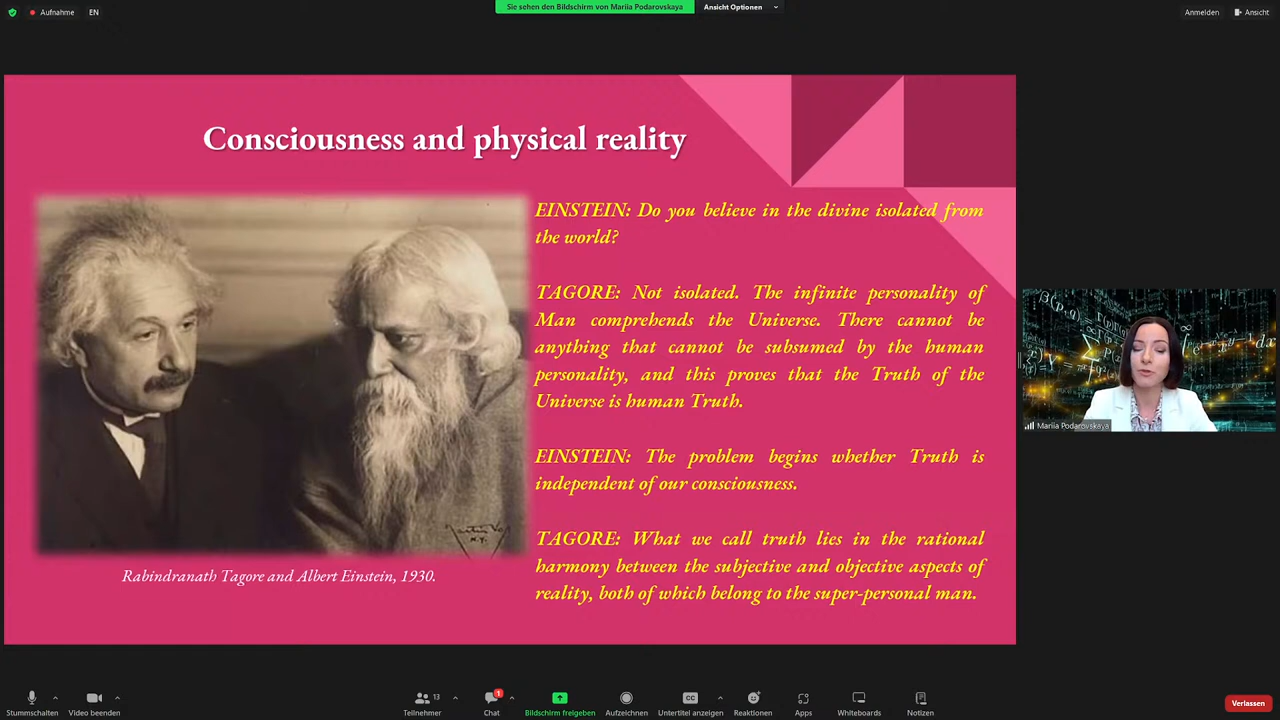 Sie sehen den Bildschirm von Mariia Podarovskaya
Ansicht Optionen
Aufnahme
EN
Anmelden
Ansicht
Consciousness and physical reality
EINSTEIN: Do you believe in the divine isolated from
the world?
TAGORE: Not isolated. The infinite personality of
Man comprehends the Universe. There cannot be
anything that cannot be subsumed by the human
personality, and this proves that the Truth of the
Universe is human Truth.
EINSTEIN: The problem begins whether Truth is
independent of our consciousness.
TAGORE: What we call truth lies in the rational
harmony between the subjective and objective aspects of
reality, both of which belong to the super-personal man.
Rabindranath Tagore and Albert Einstein, 1930.
Mariia Podarovskaya
Stummschalten
Video beenden
13
Teilnehmer
1
Chat
Bildschirm freigeben
Aufzeichnen
CC
Untertitel anzeigen
Reaktionen
Apps
Whiteboards
Notizen
Verlassen